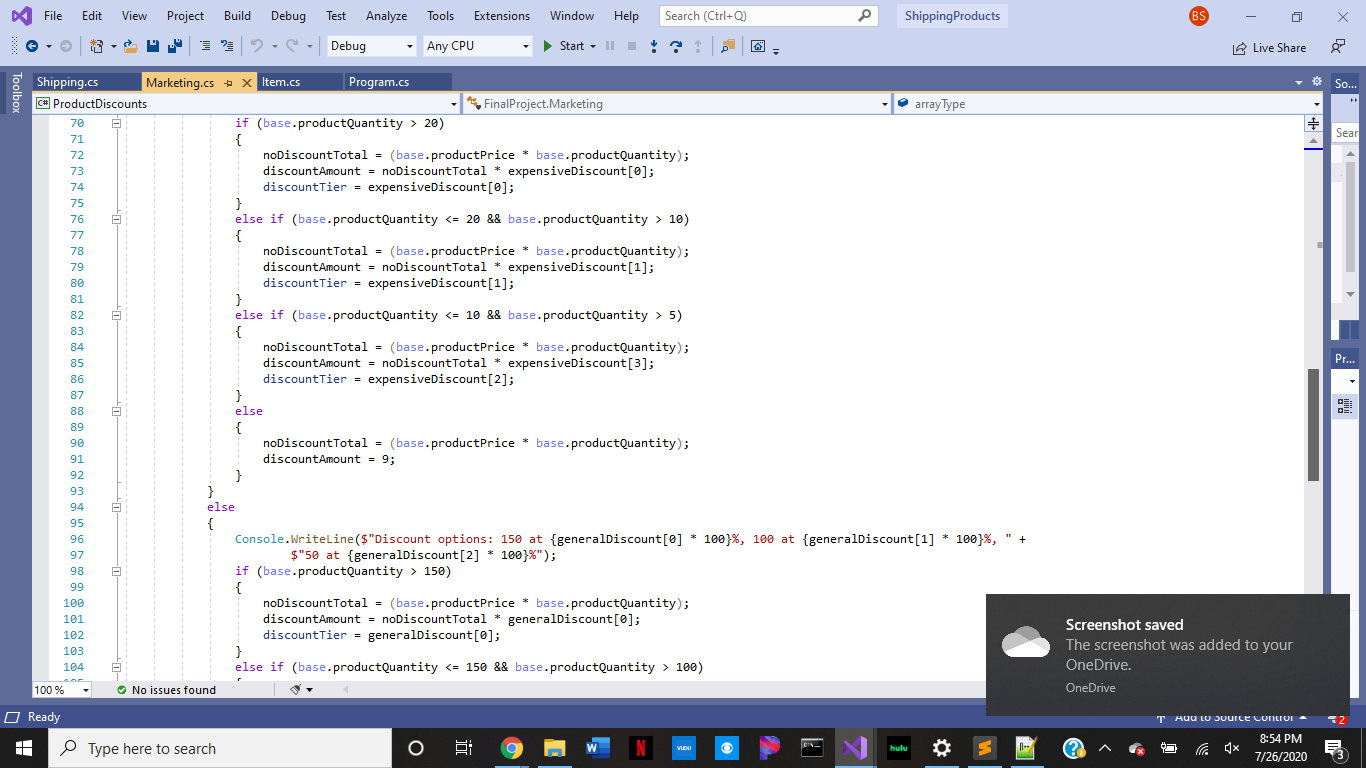 File Edit View Project Build Debug Test Analyze Tools Extensions Window Help Search (Ctrl+Q) ShippingProducts BS
Debug Any CPU Start Live Share
Toolbox
Shipping.cs Marketing.cs Item.cs Program.cs So...
C# ProductDiscounts FinalProject.Marketing arrayType
Sear
Pr...
70 if (base.productQuantity > 20)
71 {
72 noDiscountTotal = (base.productPrice * base.productQuantity);
73 discountAmount = noDiscountTotal * expensiveDiscount[0];
74 discountTier = expensiveDiscount[0];
75 }
76 else if (base.productQuantity <= 20 && base.productQuantity > 10)
77 {
78 noDiscountTotal = (base.productPrice * base.productQuantity);
79 discountAmount = noDiscountTotal * expensiveDiscount[1];
80 discountTier = expensiveDiscount[1];
81 }
82 else if (base.productQuantity <= 10 && base.productQuantity > 5)
83 {
84 noDiscountTotal = (base.productPrice * base.productQuantity);
85 discountAmount = noDiscountTotal * expensiveDiscount[3];
86 discountTier = expensiveDiscount[2];
87 }
88 else
89 {
90 noDiscountTotal = (base.productPrice * base.productQuantity);
91 discountAmount = 9;
92 }
93 }
94 else
95 {
96 Console.WriteLine($"Discount options: 150 at {generalDiscount[0] * 100}%, 100 at {generalDiscount[1] * 100}%, " +
97 $"50 at {generalDiscount[2] * 100}%");
98 if (base.productQuantity > 150)
99 {
100 noDiscountTotal = (base.productPrice * base.productQuantity);
101 discountAmount = noDiscountTotal * generalDiscount[0];
102 discountTier = generalDiscount[0];
103 }
104 else if (base.productQuantity <= 150 && base.productQuantity > 100)
Screenshot saved
The screenshot was added to your
OneDrive.
OneDrive
100 % No issues found
Ready Add to Source Control 2
Type here to search
VUDU hulu
8:54 PM
7/26/2020
3